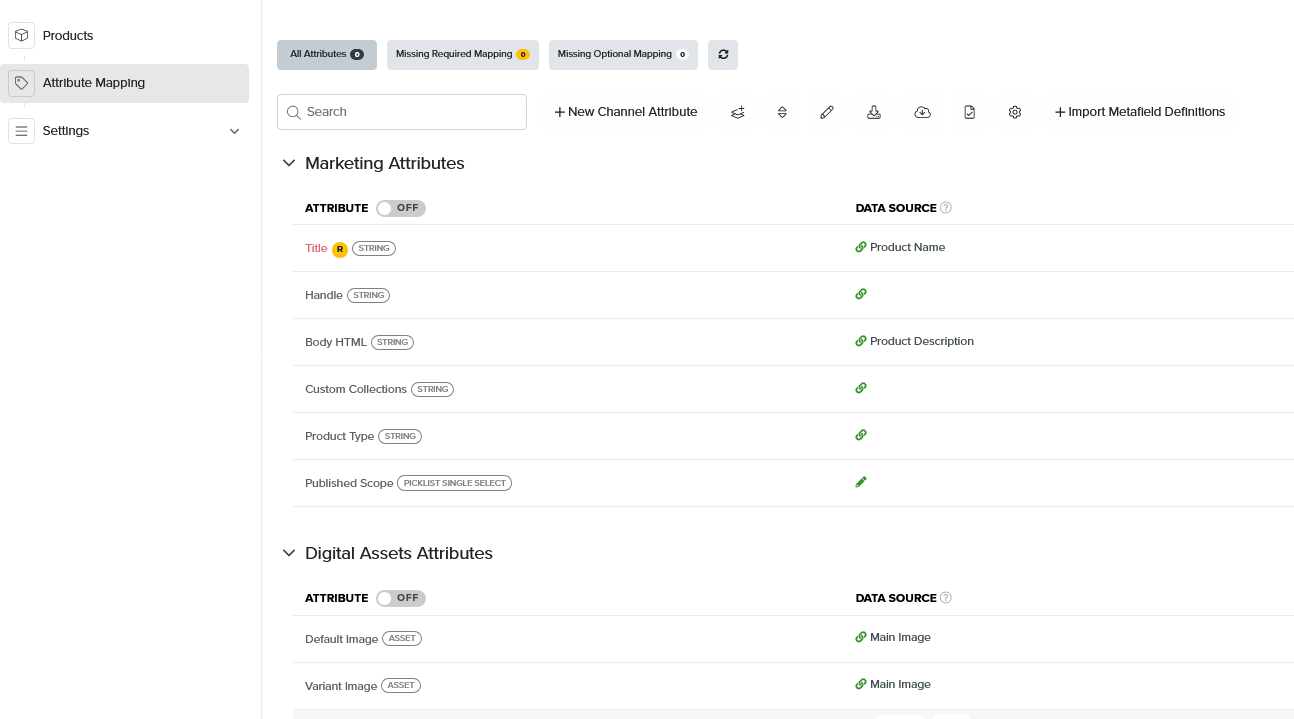 Products
Attribute Mapping
Settings
All Attributes 0
Missing Required Mapping 0
Missing Optional Mapping 0
Search
+ New Channel Attribute
+ Import Metafield Definitions
Marketing Attributes
ATTRIBUTE OFF DATA SOURCE ?
Title R STRING Product Name
Handle STRING
Body HTML STRING Product Description
Custom Collections STRING
Product Type STRING
Published Scope PICKLIST SINGLE SELECT
Digital Assets Attributes
ATTRIBUTE OFF DATA SOURCE ?
Default Image ASSET Main Image
Variant Image ASSET Main Image